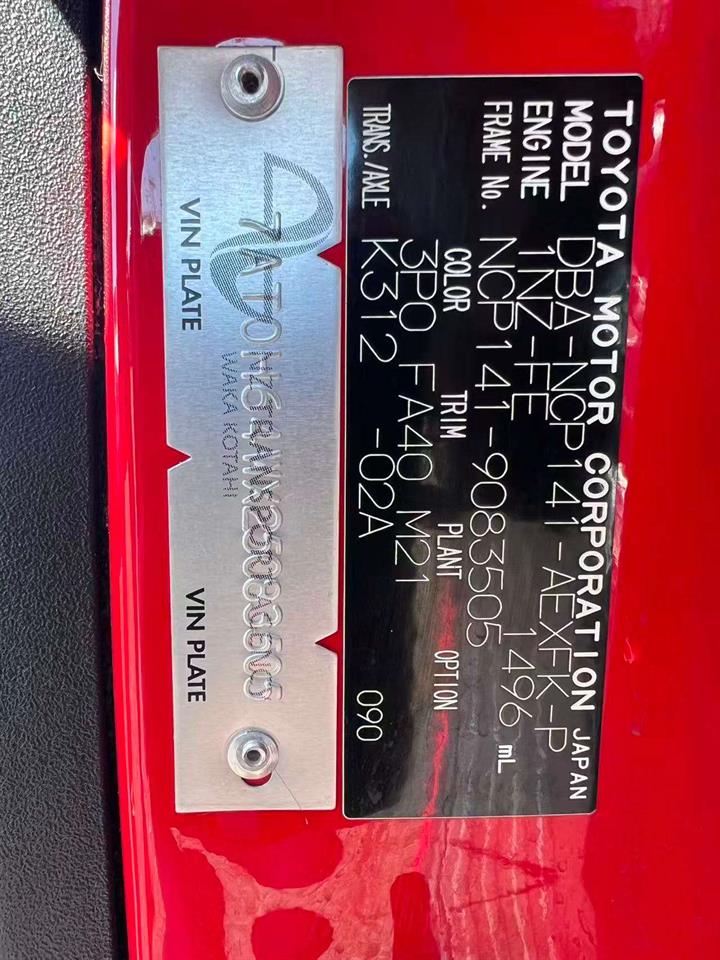 TOYOTA MOTOR CORPORATION JAPAN
MODEL DBA-NCP141-AEXFK-P
ENGINE 1NZ-FE 1496 mL
FRAME No. NCP141-9083505
COLOR TRIM PLANT OPTION
3P0 FA40 M21
TRANS./AXLE K312 -02A 090
WAKA KOTAHI
VIN PLATE VIN PLATE